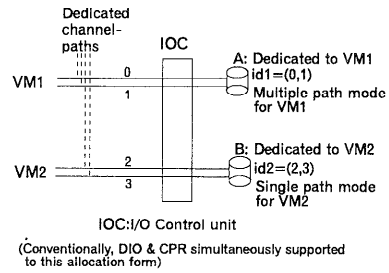 Dedicated
channel-
paths
IOC
A: Dedicated to VM1
id1=(0,1)
Multiple path mode
for VM1
VM1
0
1
B: Dedicated to VM2
id2=(2,3)
Single path mode
for VM2
VM2
2
3
IOC:I/O Control unit
(Conventionally, DIO & CPR simultaneously supported
to this allocation form)